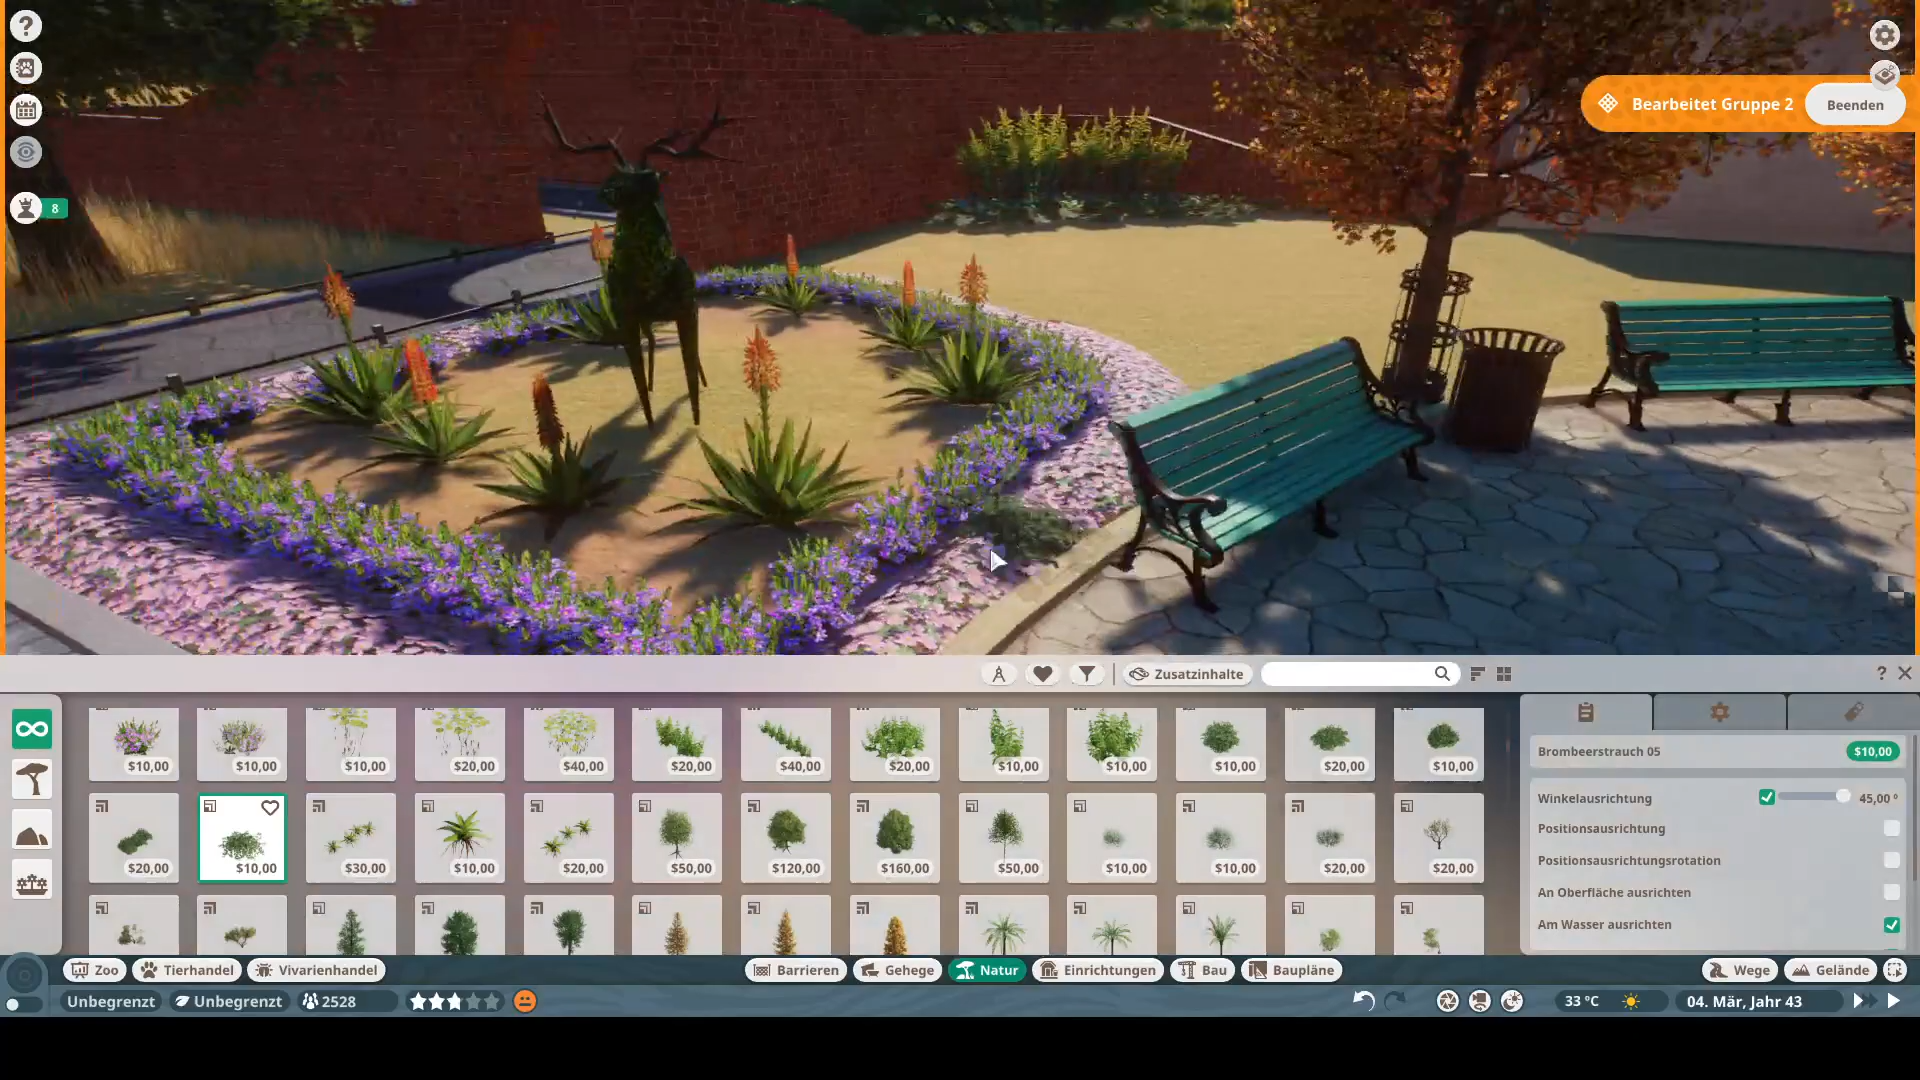 ?
Bearbeitet Gruppe 2
Beenden
8
Zusatzinhalte
?
$10,00
$10,00
$10,00
$20,00
$40,00
$20,00
$40,00
$20,00
$10,00
$10,00
$10,00
$20,00
$10,00
$20,00
$10,00
$30,00
$10,00
$20,00
$50,00
$120,00
$160,00
$50,00
$10,00
$10,00
$20,00
$20,00
Brombeerstrauch 05
$10,00
Winkelausrichtung
45,00 °
Positionsausrichtung
Positionsausrichtungsrotation
An Oberfläche ausrichten
Am Wasser ausrichten
Zoo
Tierhandel
Vivarienhandel
Barrieren
Gehege
Natur
Einrichtungen
Bau
Baupläne
Wege
Gelände
Unbegrenzt
Unbegrenzt
2528
33 °C
04. Mär, Jahr 43